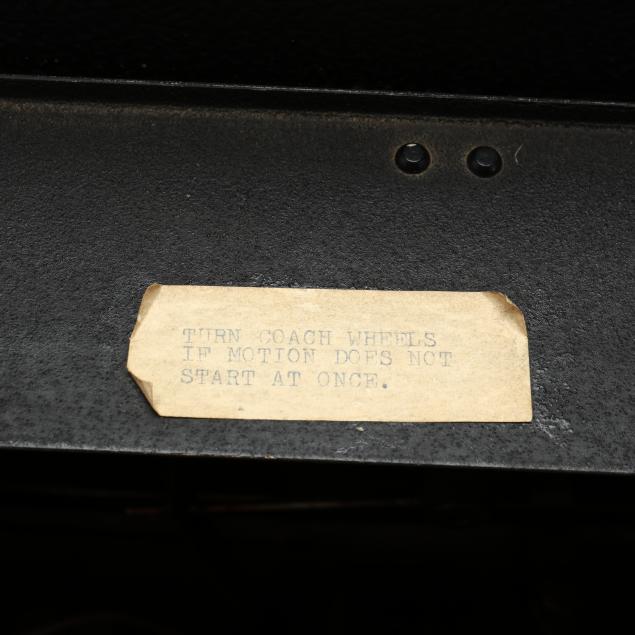 TURN COACH WHEELS
IF MOTION DOES NOT
START AT ONCE.